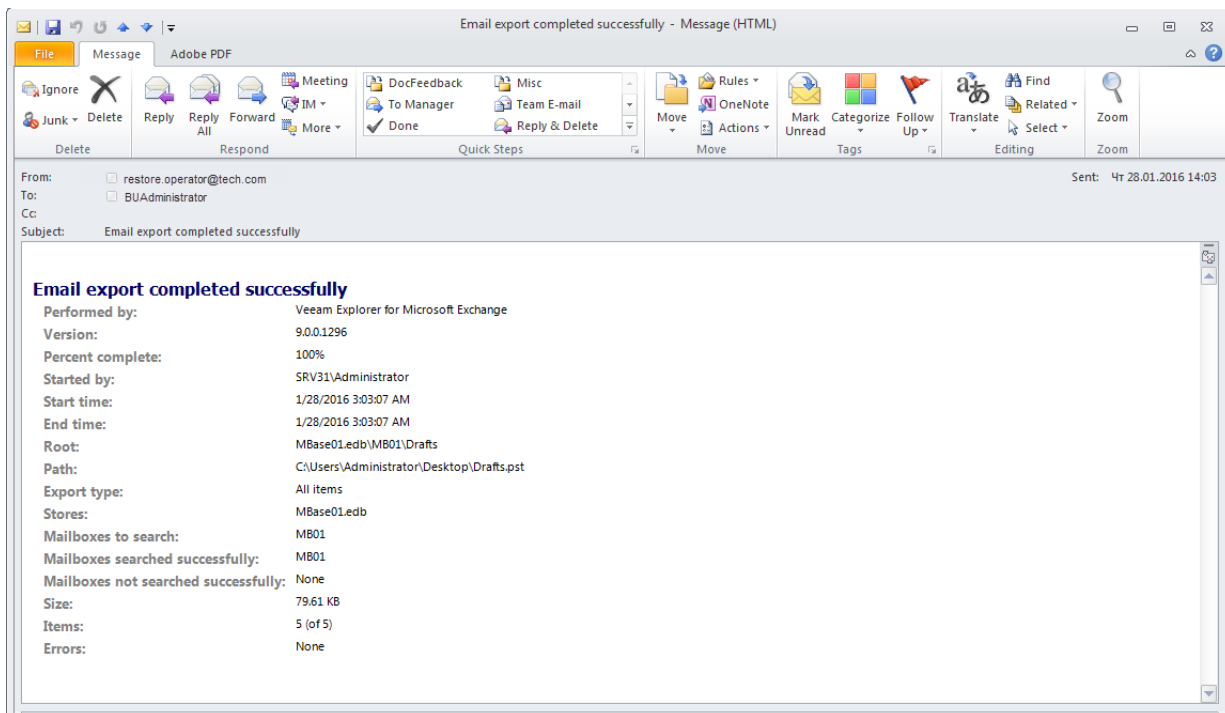 Email export completed successfully - Message (HTML)
File Message Adobe PDF
Ignore Delete Reply Reply All Forward Meeting DocFeedback Misc Move Rules Mark Unread Categorize Follow Up Translate Find Zoom
Junk IM To Manager Team E-mail OneNote Related
More Done Reply & Delete Actions Select
Delete Respond Quick Steps Move Tags Editing Zoom
From: restore.operator@tech.com Sent: Чт 28.01.2016 14:03
To: BUAdministrator
Cc:
Subject: Email export completed successfully
Email export completed successfully
Performed by: Veeam Explorer for Microsoft Exchange
Version: 9.0.0.1296
Percent complete: 100%
Started by: SRV31\Administrator
Start time: 1/28/2016 3:03:07 AM
End time: 1/28/2016 3:03:07 AM
Root: MBase01.edb\MB01\Drafts
Path: C:\Users\Administrator\Desktop\Drafts.pst
Export type: All items
Stores: MBase01.edb
Mailboxes to search: MB01
Mailboxes searched successfully: MB01
Mailboxes not searched successfully: None
Size: 79.61 KB
Items: 5 (of 5)
Errors: None